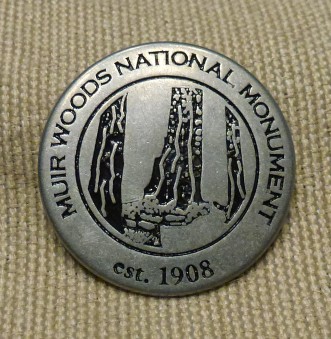 MUIR WOODS NATIONAL MONUMENT
est. 1908